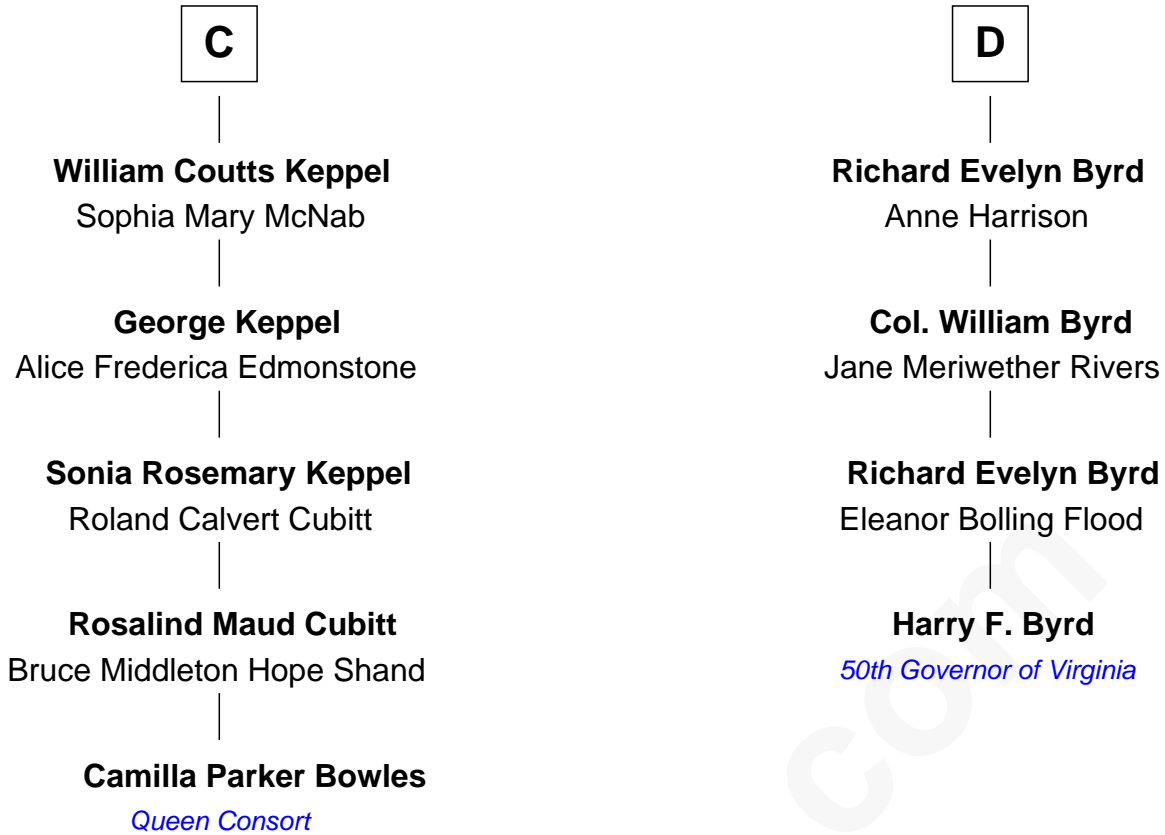 C
William Coutts Keppel
Sophia Mary McNab
George Keppel
Alice Frederica Edmonstone
Sonia Rosemary Keppel
Roland Calvert Cubitt
Rosalind Maud Cubitt
Bruce Middleton Hope Shand
Camilla Parker Bowles
Queen Consort
D
Richard Evelyn Byrd
Anne Harrison
Col. William Byrd
Jane Meriwether Rivers
Richard Evelyn Byrd
Eleanor Bolling Flood
Harry F. Byrd
50th Governor of Virginia
com